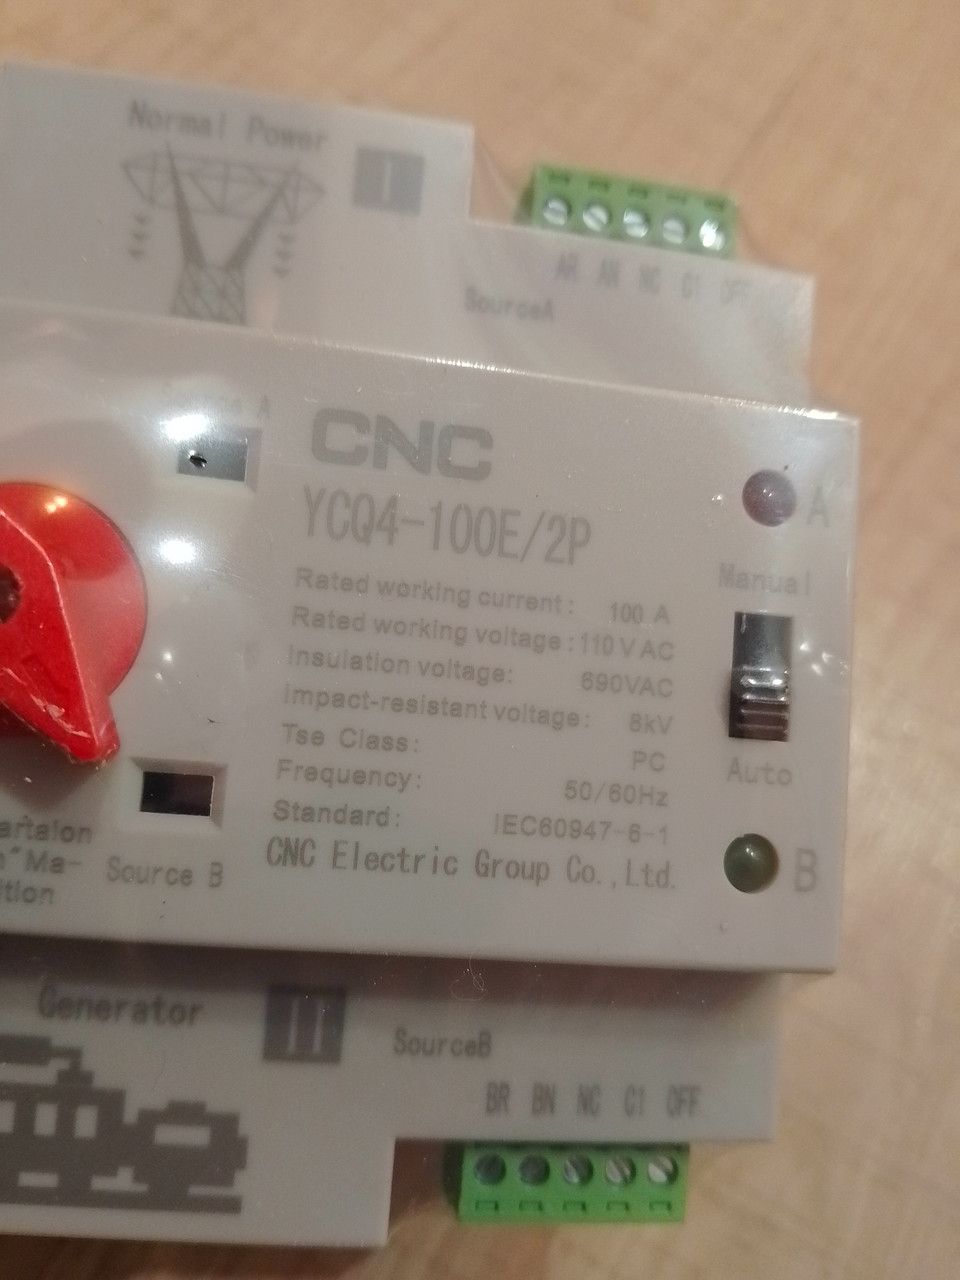 Normal Power
I
AR AN NC C1 OFF
SourceA
A
CNC
YCQ4-100E/2P
A
Manual
Rated working current: 100 A
Rated working voltage: 110VAC
Insulation voltage: 690VAC
Impact-resistant voltage: 8kV
Tse Class: PC
Frequency: 50/60Hz
Standard: IEC60947-6-1
CNC Electric Group Co.,Ltd.
Auto
B
Source B
Generator
II
SourceB
BR BN NC C1 OFF